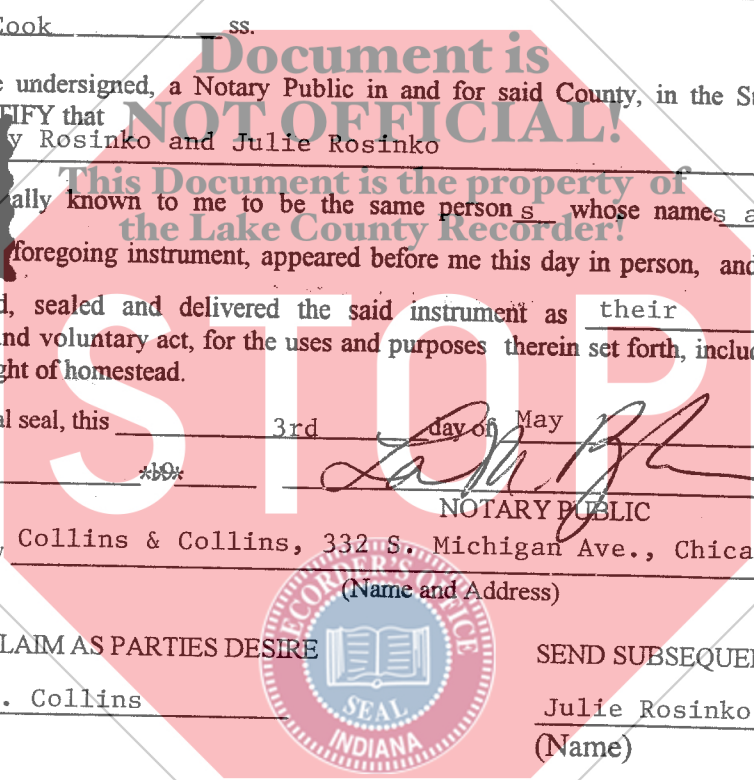 Cook ss.
Document is
e undersigned, a Notary Public in and for said County, in the St
TIFY that
NOT OFFICIAL!
y Rosinko and Julie Rosinko
This Document is the property of
ally known to me to be the same person s whose names a
the Lake County Recorder!
foregoing instrument, appeared before me this day in person, and
d, sealed and delivered the said instrument as their
and voluntary act, for the uses and purposes therein set forth, includ
ght of homestead.
STOP
al seal, this 3rd day of May
NOTARY PUBLIC
Collins & Collins, 332 S. Michigan Ave., Chica
(Name and Address)
RECORDER'S OFFICE
LAIM AS PARTIES DESIRE
SEND SUBSEQUE
. Collins
Julie Rosinko
SEAL
(Name)
INDIANA